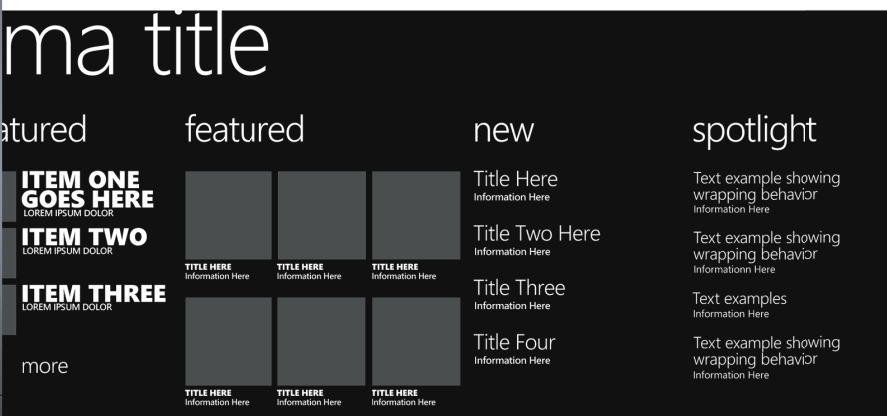 ma title
atured
ITEM ONE
GOES HERE
LOREM IPSUM DOLOR
ITEM TWO
LOREM IPSUM DOLOR
ITEM THREE
LOREM IPSUM DOLOR
more
featured
TITLE HERE TITLE HERE TITLE HERE
Information Here Information Here Information Here
TITLE HERE TITLE HERE TITLE HERE
Information Here Information Here Information Here
new
Title Here
Information Here
Title Two Here
Information Here
Title Three
Information Here
Title Four
Information Here
spotlight
Text example showing
wrapping behavior
Information Here
Text example showing
wrapping behavior
Informationn Here
Text examples
Information Here
Text example showing
wrapping behavior
Information Here